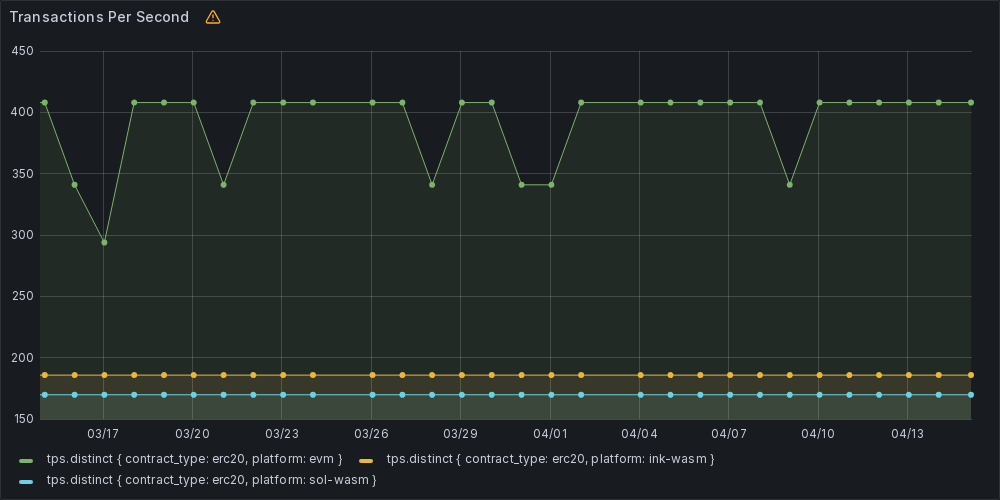 Transactions Per Second
450
400
350
300
250
200
150
03/17 03/20 03/23 03/26 03/29 04/01 04/04 04/07 04/10 04/13
tps.distinct { contract_type: erc20, platform: evm } tps.distinct { contract_type: erc20, platform: ink-wasm }
tps.distinct { contract_type: erc20, platform: sol-wasm }